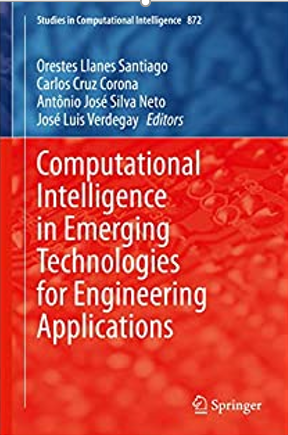 Studies in Computational Intelligence 872
Orestes Llanes Santiago
Carlos Cruz Corona
Antônio José Silva Neto
José Luis Verdegay Editors
Computational
Intelligence
in Emerging
Technologies
for Engineering
Applications
Springer